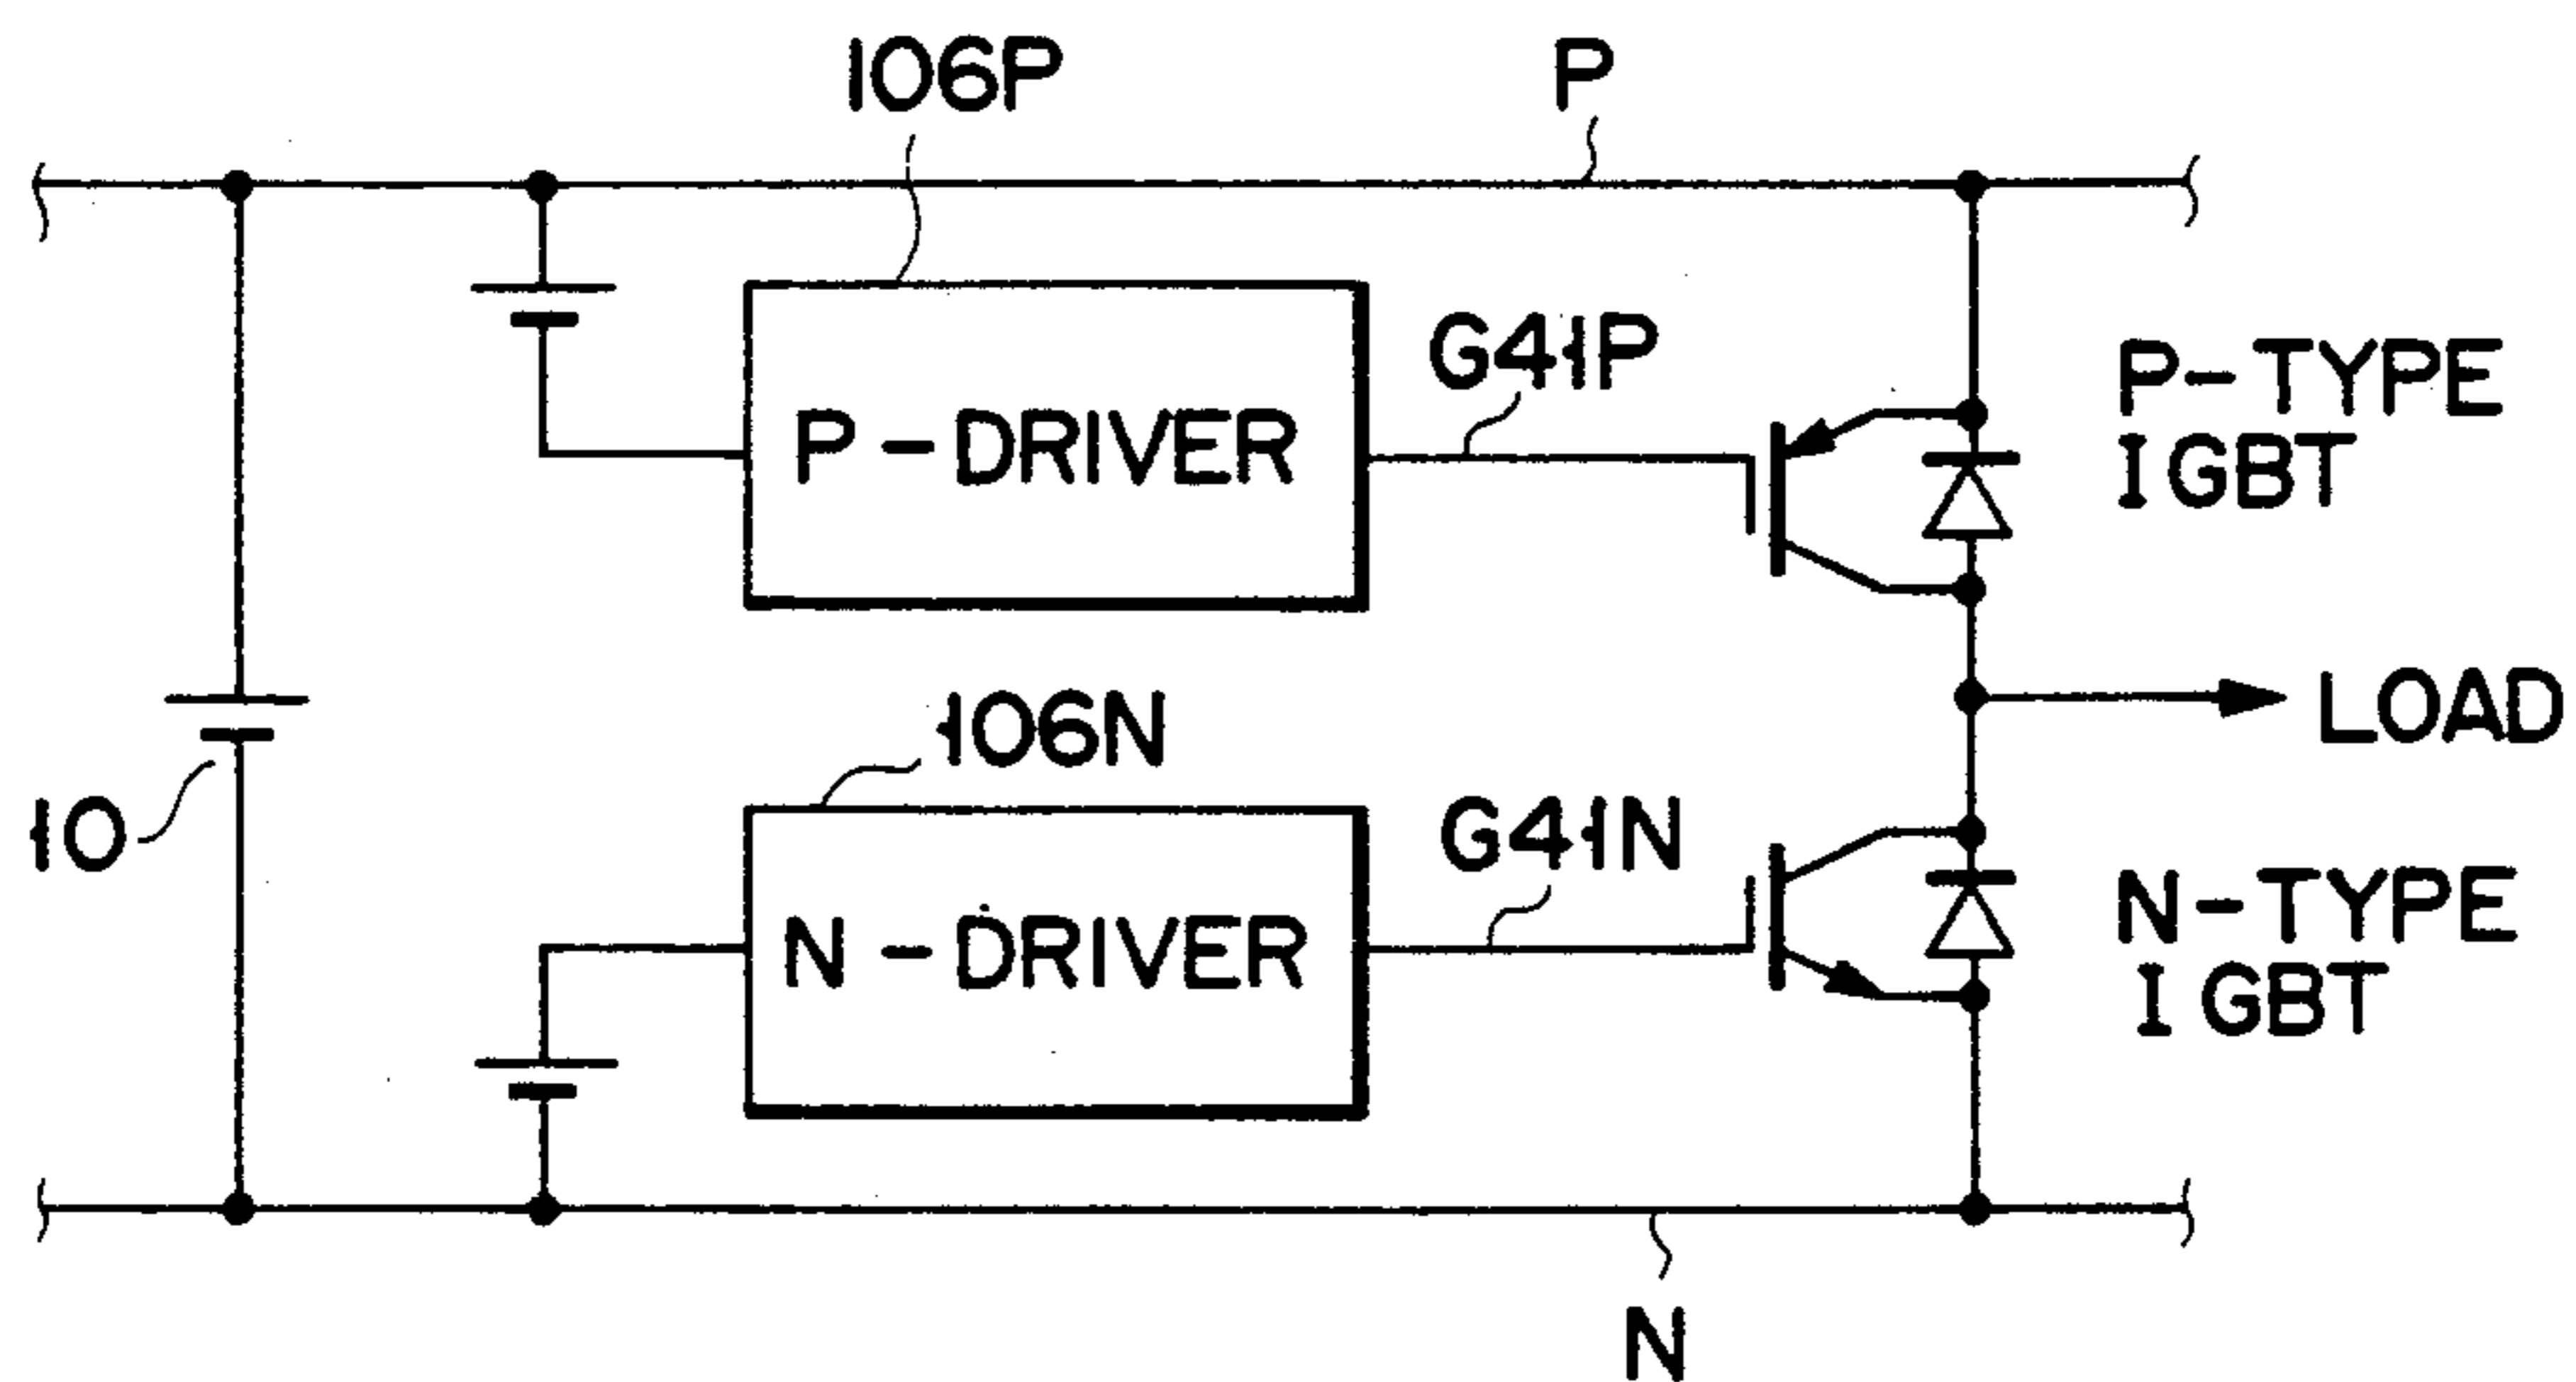 106P
P
P-DRIVER
G41P
P-TYPE
IGBT
LOAD
10
106N
N-DRIVER
G41N
N-TYPE
IGBT
N